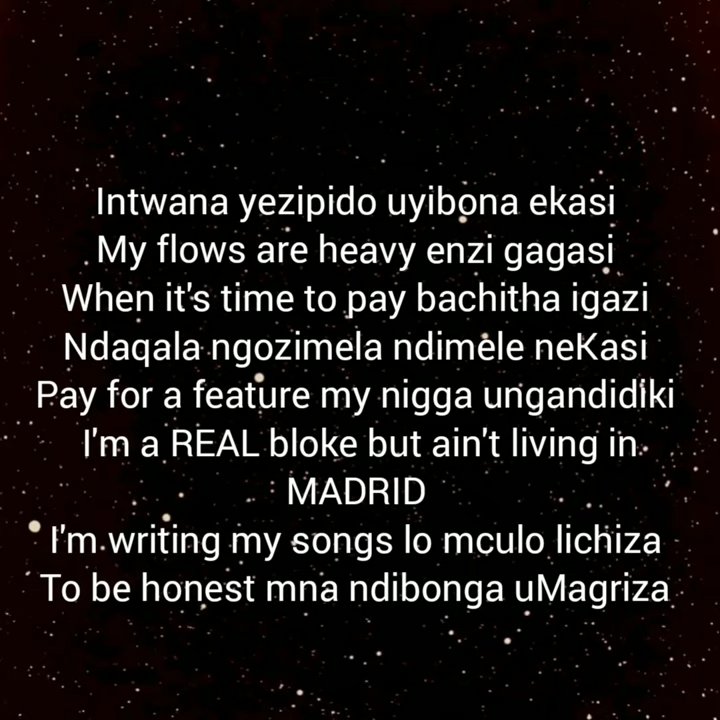 Intwana yezipido uyibona ekasi
My flows are heavy enzi gagasi
When it's time to pay bachitha igazi
Ndaqala ngozimela ndimele neKasi
Pay for a feature my nigga ungandidiki
I'm a REAL bloke but ain't living in
MADRID
I'm writing my songs lo mculo lichiza
To be honest mna ndibonga uMagriza